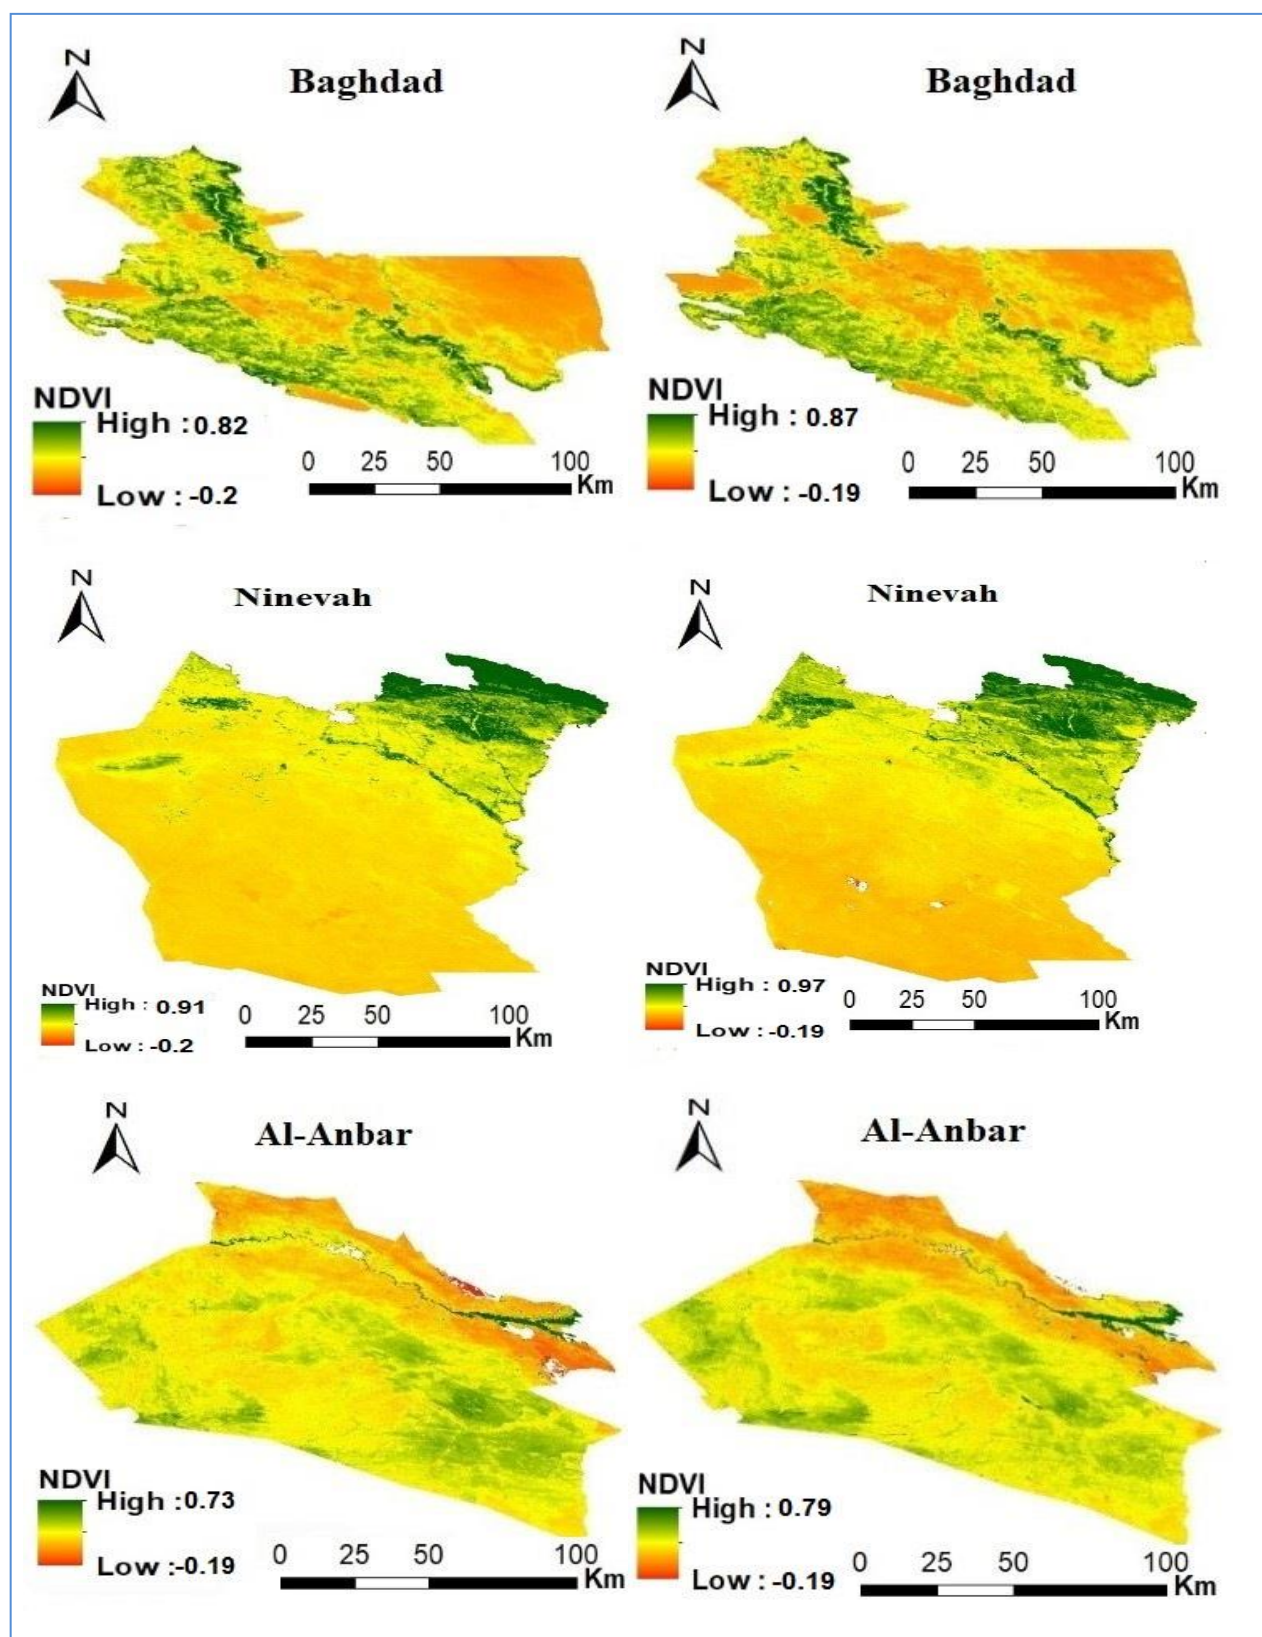 N
Baghdad
NDVI
High : 0.82
Low : -0.2
0 25 50 100
Km
N
Baghdad
NDVI
High : 0.87
Low : -0.19
0 25 50 100
Km
N
Ninevah
NDVI
High : 0.91
Low : -0.2
0 25 50 100
Km
N
Ninevah
NDVI
High : 0.97
Low : -0.19
0 25 50 100
Km
N
Al-Anbar
NDVI
High : 0.73
Low :-0.19
0 25 50 100
Km
N
Al-Anbar
NDVI
High : 0.79
Low : -0.19
0 25 50 100
Km